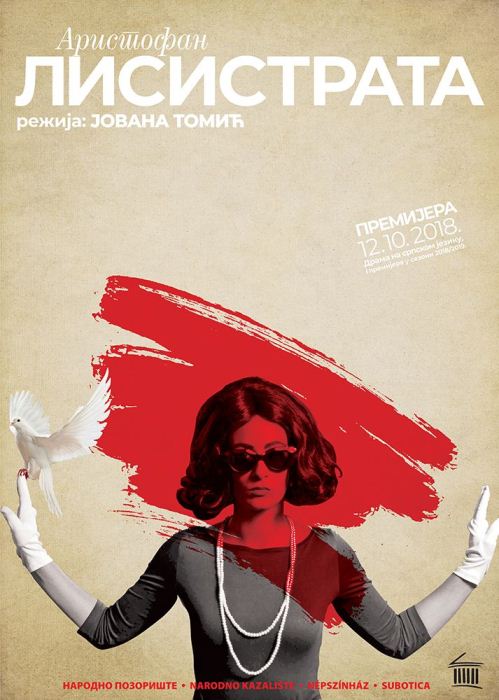 Аристофан
ЛИСИСТРАТА
режија: ЈОВАНА ТОМИЋ
ПРЕМИЈЕРА
12.10.2018.
Драма на српском језику,
I премијера у сезони 2018/2019
НАРОДНО ПОЗОРИШТЕ • NARODNO KAZALIŠTE • NÉPSZÍNHÁZ • SUBOTICA